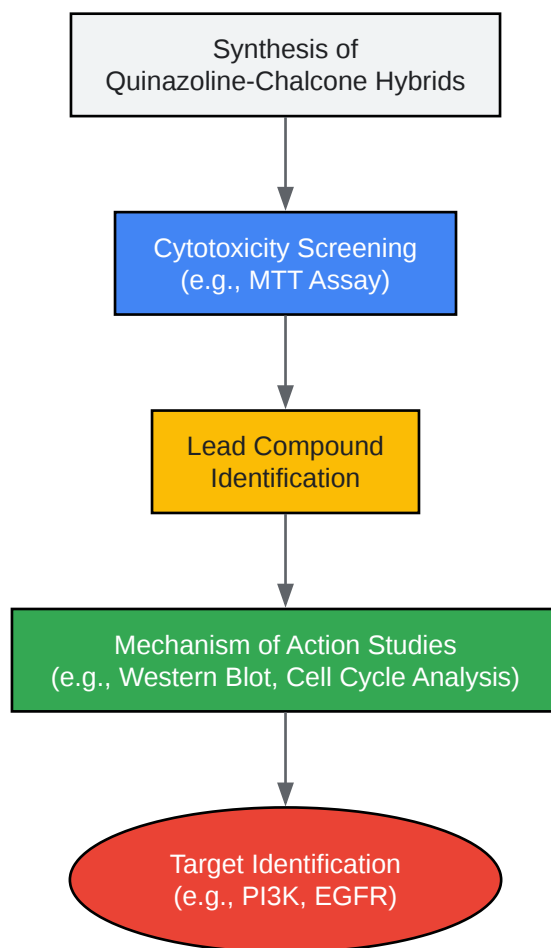 Synthesis of
Quinazoline-Chalcone Hybrids
Cytotoxicity Screening
(e.g., MTT Assay)
Lead Compound
Identification
Mechanism of Action Studies
(e.g., Western Blot, Cell Cycle Analysis)
Target Identification
(e.g., PI3K, EGFR)